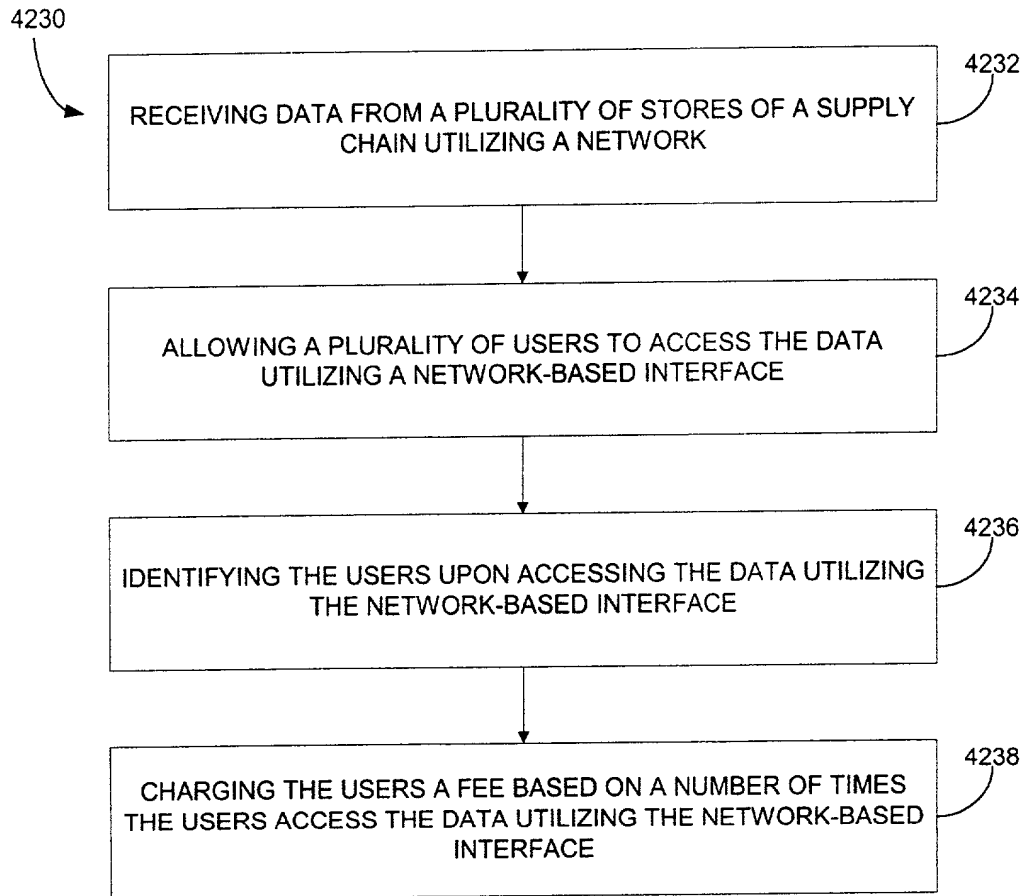 4230
4232
RECEIVING DATA FROM A PLURALITY OF STORES OF A SUPPLY
CHAIN UTILIZING A NETWORK
4234
ALLOWING A PLURALITY OF USERS TO ACCESS THE DATA
UTILIZING A NETWORK-BASED INTERFACE
4236
IDENTIFYING THE USERS UPON ACCESSING THE DATA UTILIZING
THE NETWORK-BASED INTERFACE
4238
CHARGING THE USERS A FEE BASED ON A NUMBER OF TIMES
THE USERS ACCESS THE DATA UTILIZING THE NETWORK-BASED
INTERFACE